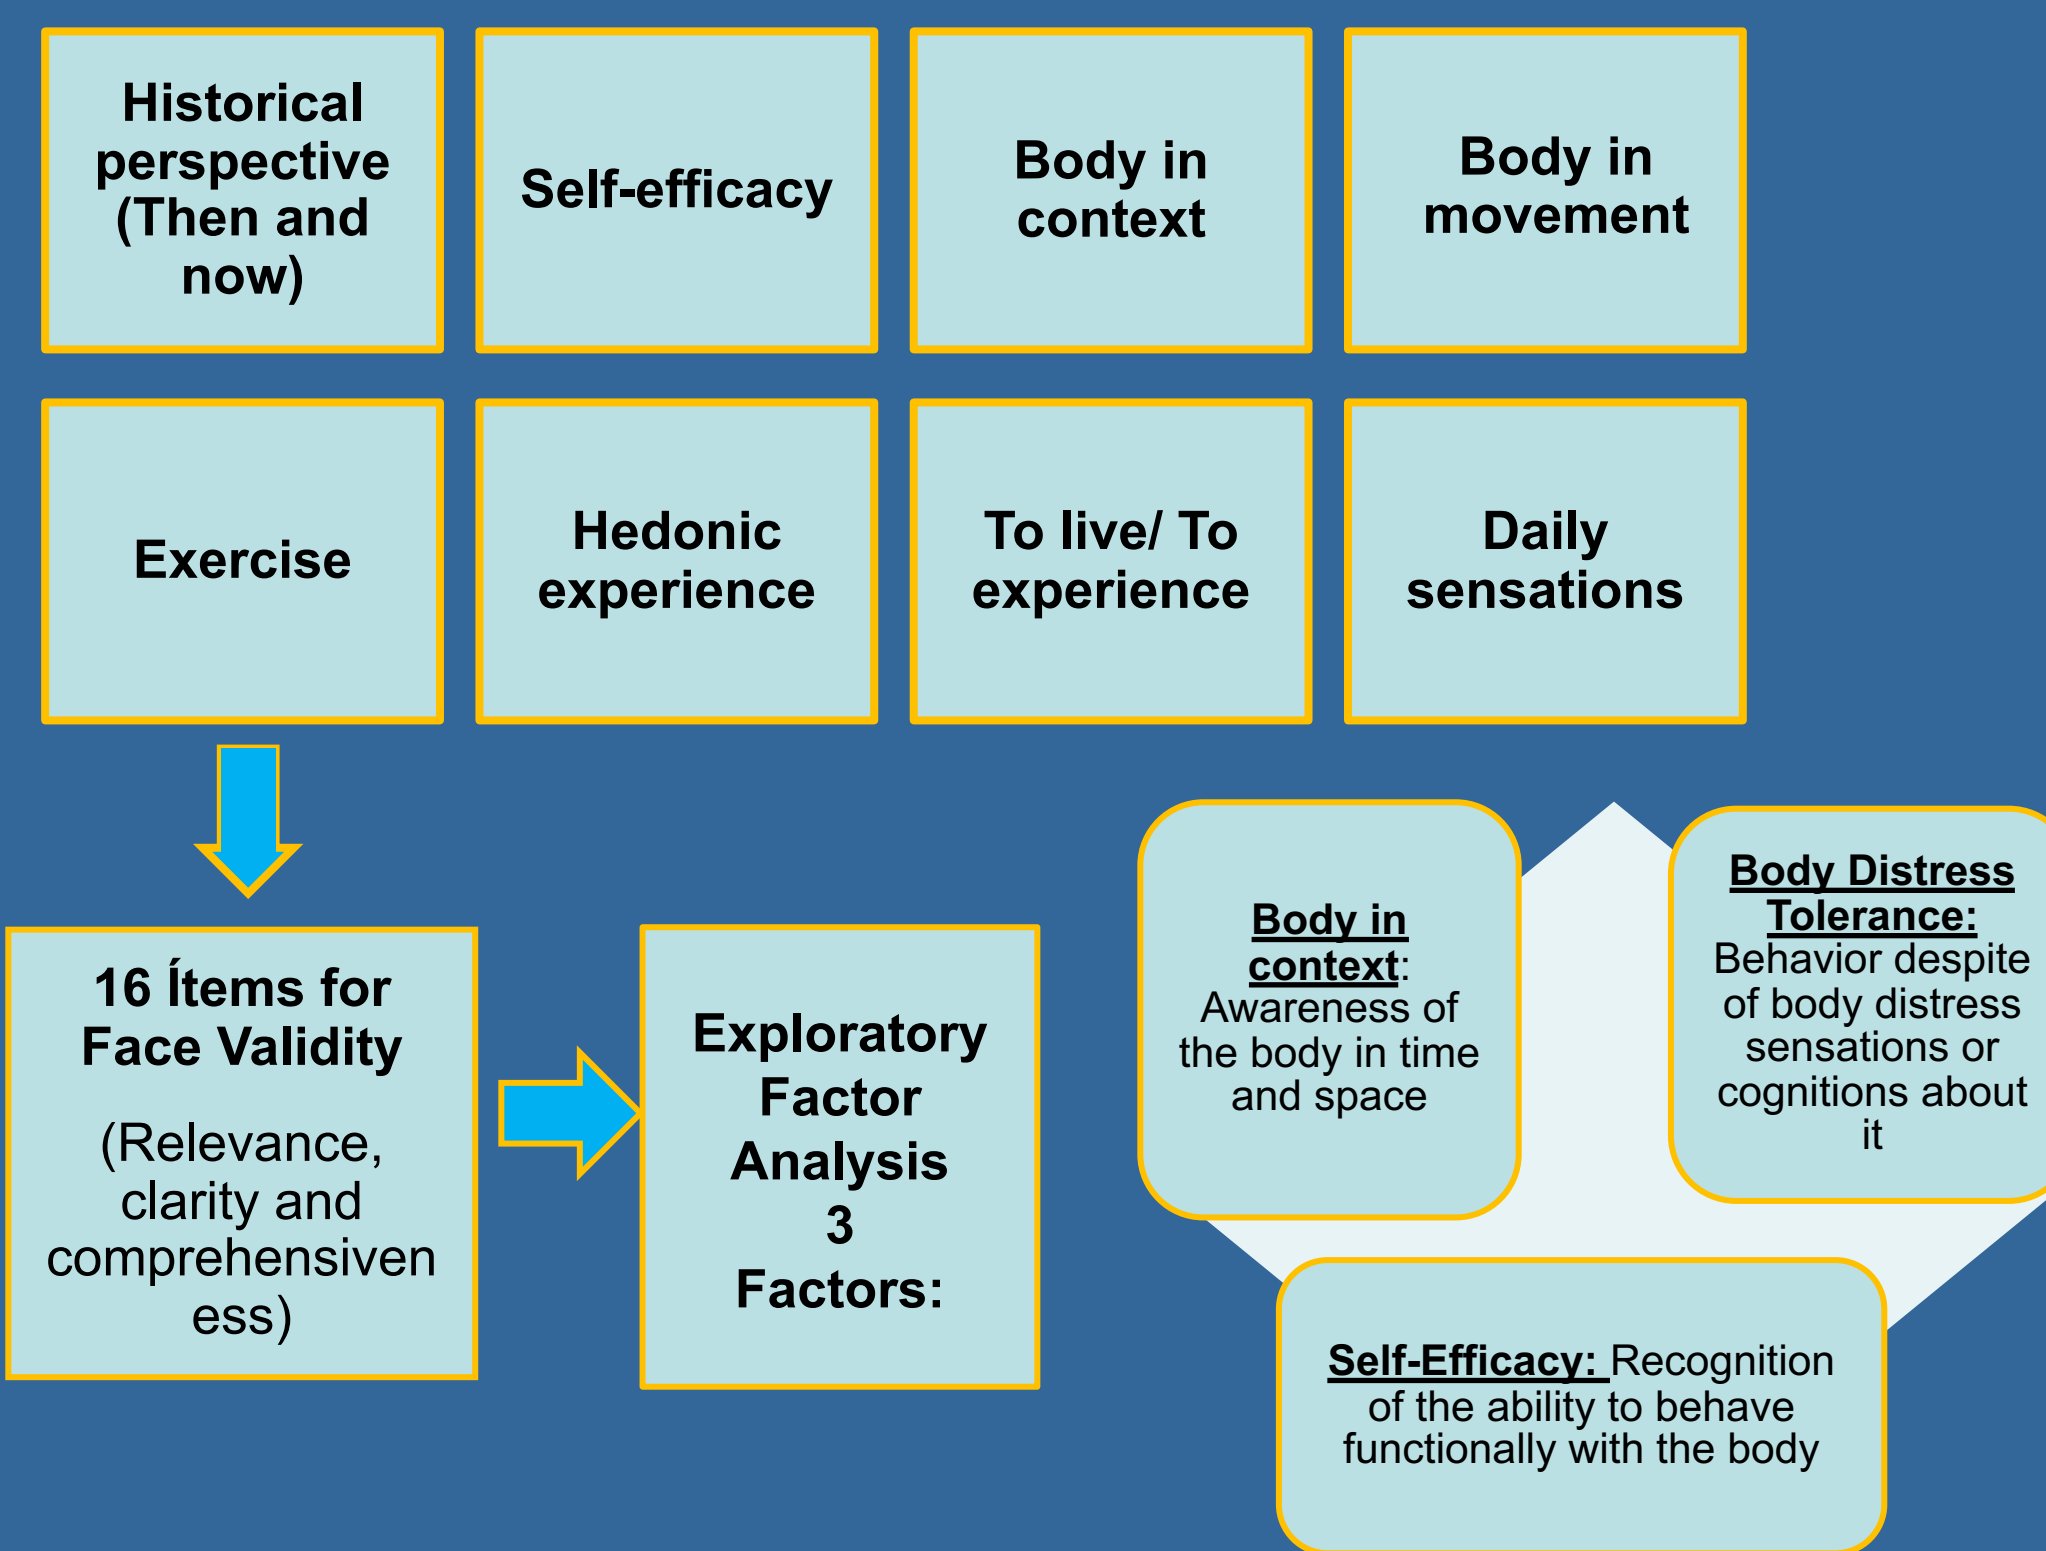 Historical
perspective
(Then and
now)
Self-efficacy
Body in
context
Body in
movement
Exercise
Hedonic
experience
To live/ To
experience
Daily
sensations
16 Ítems for
Face Validity
(Relevance,
clarity and
comprehensiven
ess)
Exploratory
Factor
Analysis
3
Factors:
Body in
context:
Awareness of
the body in time
and space
Body Distress
Tolerance:
Behavior despite
of body distress
sensations or
cognitions about
it
Self-Efficacy: Recognition
of the ability to behave
functionally with the body